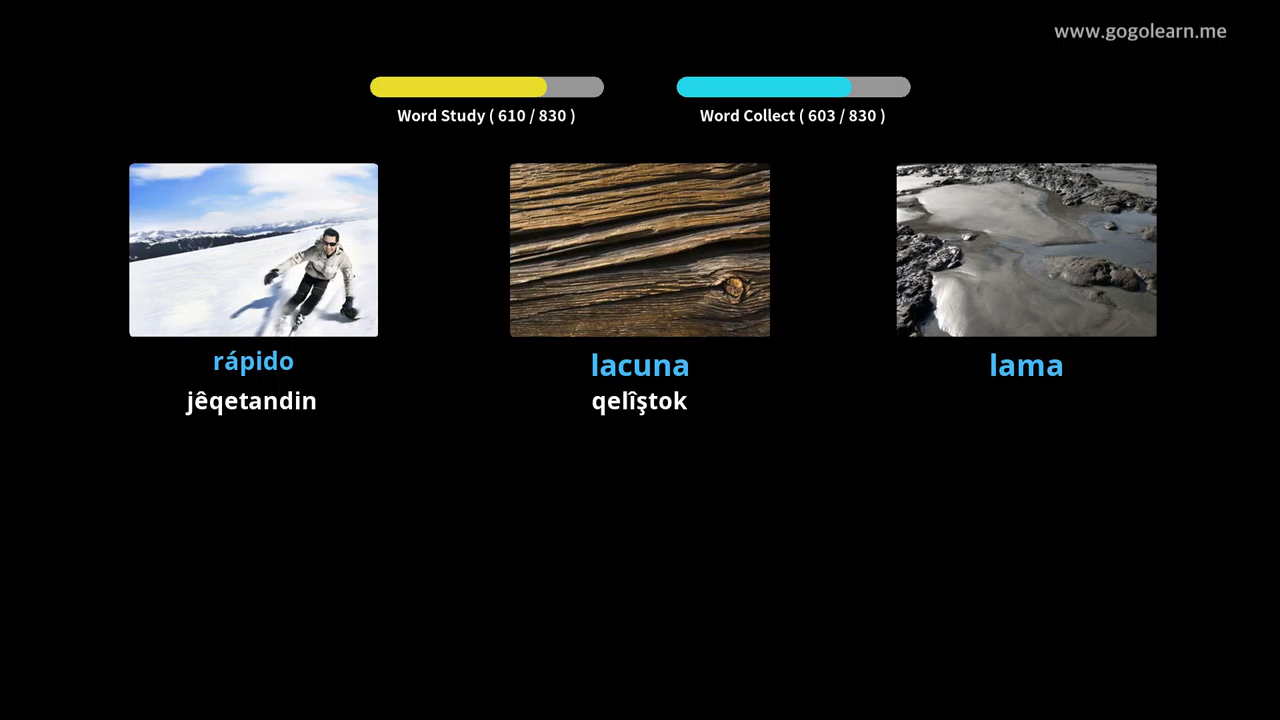 www.gogolearn.me
Word Study ( 610 / 830 )
Word Collect ( 603 / 830 )
rápido
lacuna
lama
jêqetandin
qelîştok